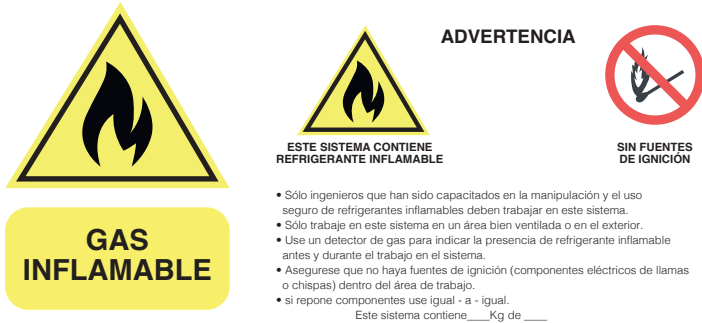 GAS
INFLAMABLE
ADVERTENCIA
ESTE SISTEMA CONTIENE
REFRIGERANTE INFLAMABLE
SIN FUENTES
DE IGNICIÓN
• Sólo ingenieros que han sido capacitados en la manipulación y el uso
seguro de refrigerantes inflamables deben trabajar en este sistema.
• Sólo trabaje en este sistema en un área bien ventilada o en el exterior.
• Use un detector de gas para indicar la presencia de refrigerante inflamable
antes y durante el trabajo en el sistema.
• Asegurese que no haya fuentes de ignición (componentes eléctricos de llamas
o chispas) dentro del área de trabajo.
• si repone componentes use igual - a - igual.
Este sistema contiene____Kg de ____